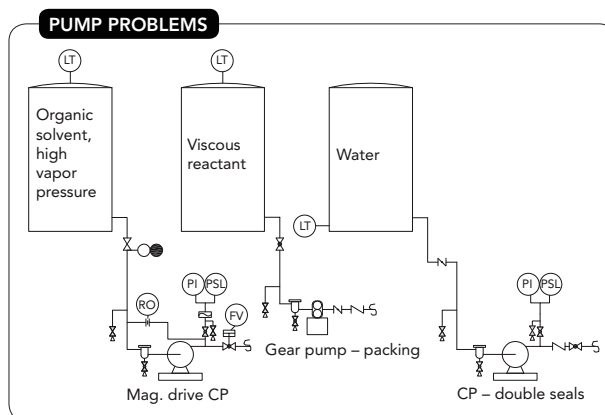 PUMP PROBLEMS
LT
LT
Organic
solvent,
high
vapor
pressure
Viscous
reactant
Water
LT
PI
PSL
PI
PSL
RO
FV
Gear pump – packing
Mag. drive CP
CP – double seals